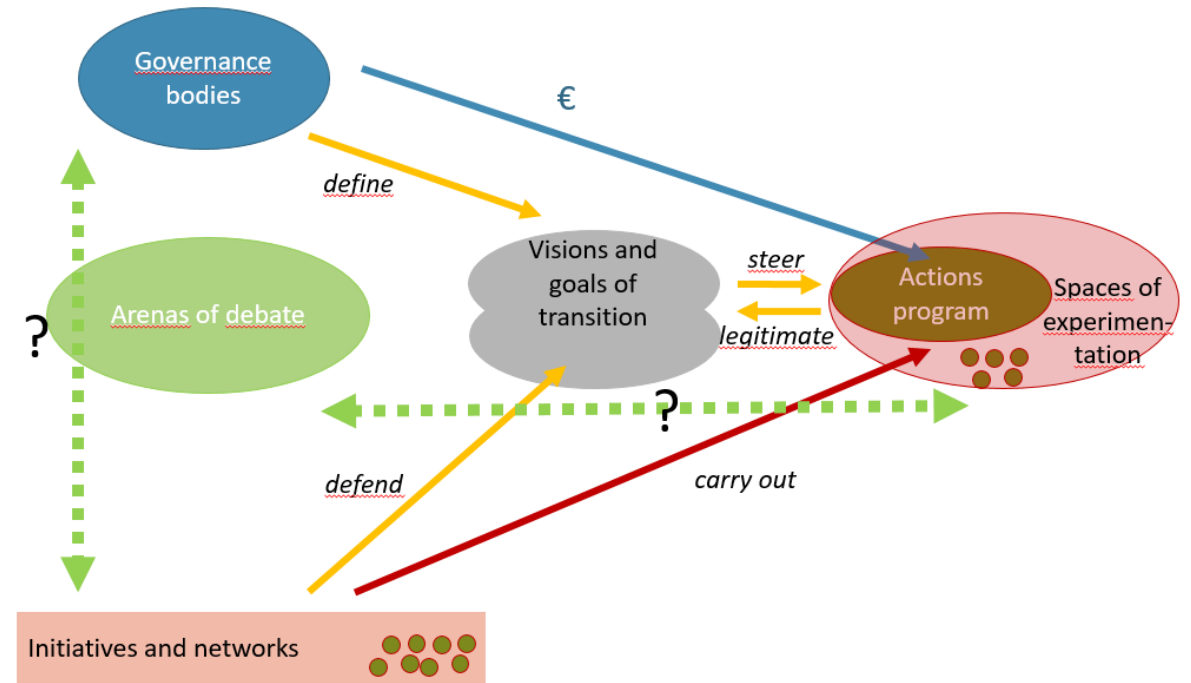 Governance
bodies
€
define
Visions and
goals of
transition
steer
legitimate
Actions
program
Spaces of
experimen-
tation
Arenas of debate
?
?
defend
carry out
Initiatives and networks